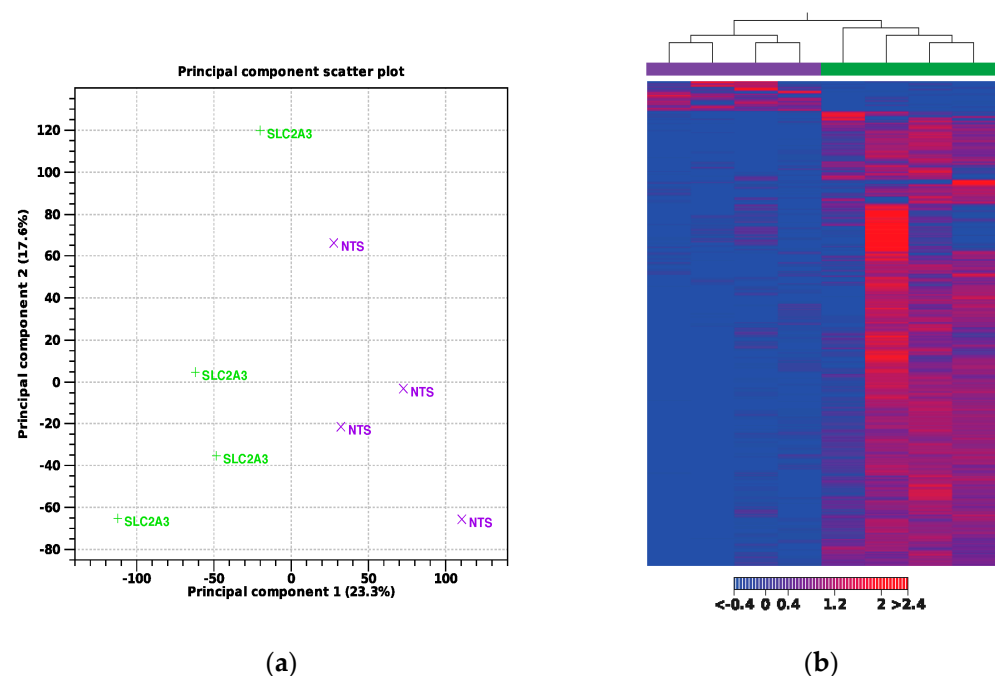 Principal component scatter plot
Principal component 2 (17.6%)
120
100
80
60
40
20
0
-20
-40
-60
-80
SLC2A3
NTS
SLC2A3
NTS
NTS
SLC2A3
SLC2A3
NTS
-100 -50 0 50 100
Principal component 1 (23.3%)
<-0.4 0 0.4 1.2 2 >2.4
(a) (b)